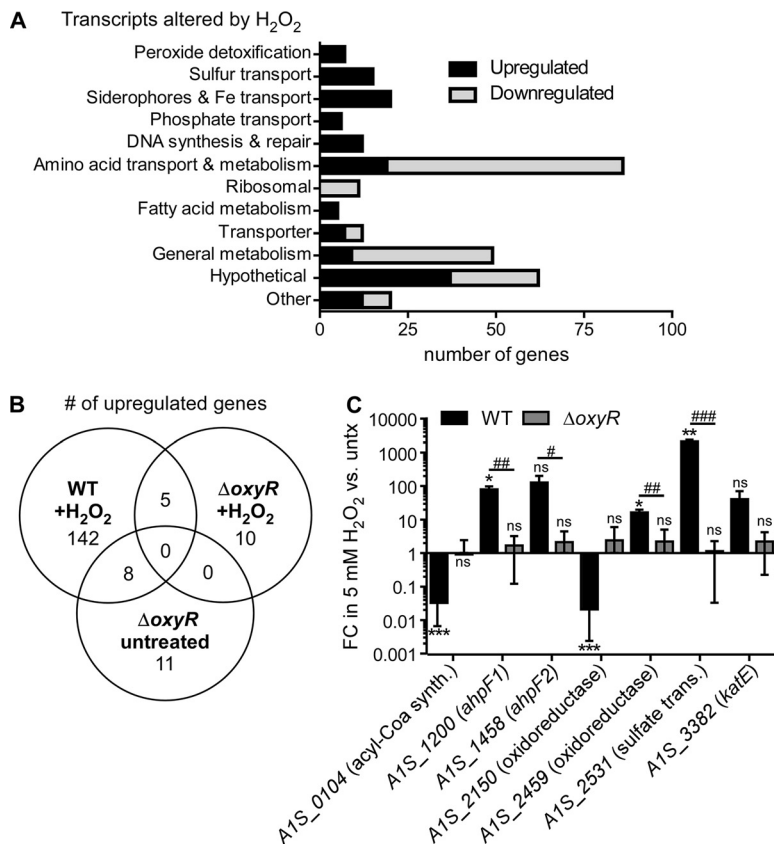 A
Transcripts altered by H₂O₂
Peroxide detoxification
Sulfur transport
Siderophores & Fe transport
Phosphate transport
DNA synthesis & repair
Amino acid transport & metabolism
Ribosomal
Fatty acid metabolism
Transporter
General metabolism
Hypothetical
Other
Upregulated
Downregulated
0 25 50 75 100
number of genes
B
# of upregulated genes
WT
+H₂O₂
142
5
ΔoxyR
+H₂O₂
10
0
8
0
ΔoxyR
untreated
11
C
WT ΔoxyR
FC in 5 mM H₂O₂ vs. untx
10000
1000
100
10
1
0.1
0.01
0.001
***
ns
*
##
ns
ns
#
ns
***
ns
*
##
ns
**
###
ns
ns
ns
A1S_0104 (acyl-Coa synth.)
A1S_1200 (ahpF1)
A1S_1458 (ahpF2)
A1S_2150 (oxidoreductase)
A1S_2459 (oxidoreductase)
A1S_2531 (sulfate trans.)
A1S_3382 (katE)